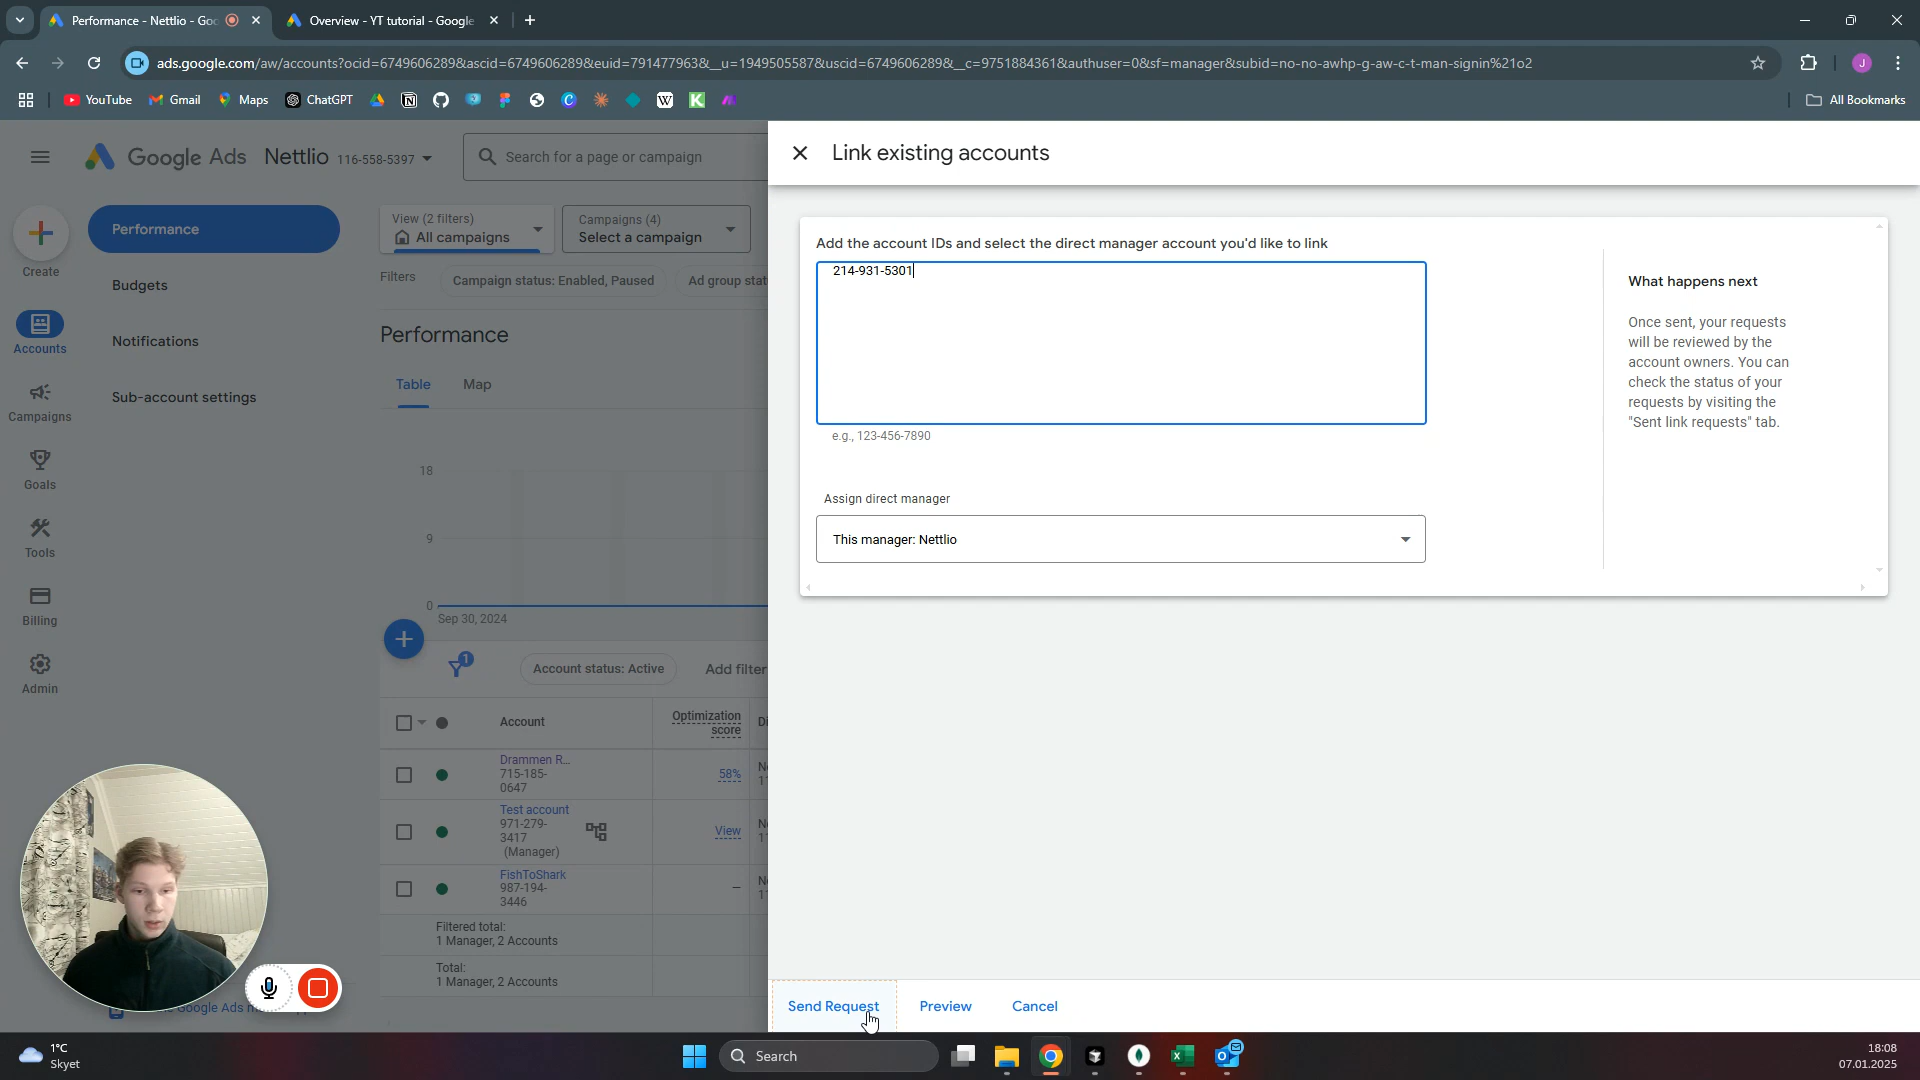 Performance - Nettlio - Goo
Overview - YT tutorial - Google
ads.google.com/aw/accounts?ocid=6749606289&ascid=6749606289&euid=791477963&__u=1949505587&uscid=6749606289&__c=9751884361&authuser=0&sf=manager&subid=no-no-awhp-g-aw-c-t-man-signin%21o2
J
YouTube
Gmail
Maps
ChatGPT
All Bookmarks
Google Ads
Nettlio 116-558-5397
Search for a page or campaign
Link existing accounts
Create
Accounts
Campaigns
Goals
Tools
Billing
Admin
Performance
Budgets
Notifications
Sub-account settings
View (2 filters)
All campaigns
Campaigns (4)
Select a campaign
Filters
Campaign status: Enabled, Paused
Ad group stat
Performance
Table
Map
18
9
0
Sep 30, 2024
1
Account status: Active
Add filter
Account
Optimization score
Drammen R...
715-185-
0647
58%
Test account
971-279-
3417
(Manager)
View
FishToShark
987-194-
3446
–
Filtered total:
1 Manager, 2 Accounts
Total:
1 Manager, 2 Accounts
Google Ads m
Add the account IDs and select the direct manager account you'd like to link
214-931-5301
e.g., 123-456-7890
Assign direct manager
This manager: Nettlio
What happens next
Once sent, your requests
will be reviewed by the
account owners. You can
check the status of your
requests by visiting the
"Sent link requests" tab.
Send Request
Preview
Cancel
1°C
Skyet
Search
18:08
07.01.2025